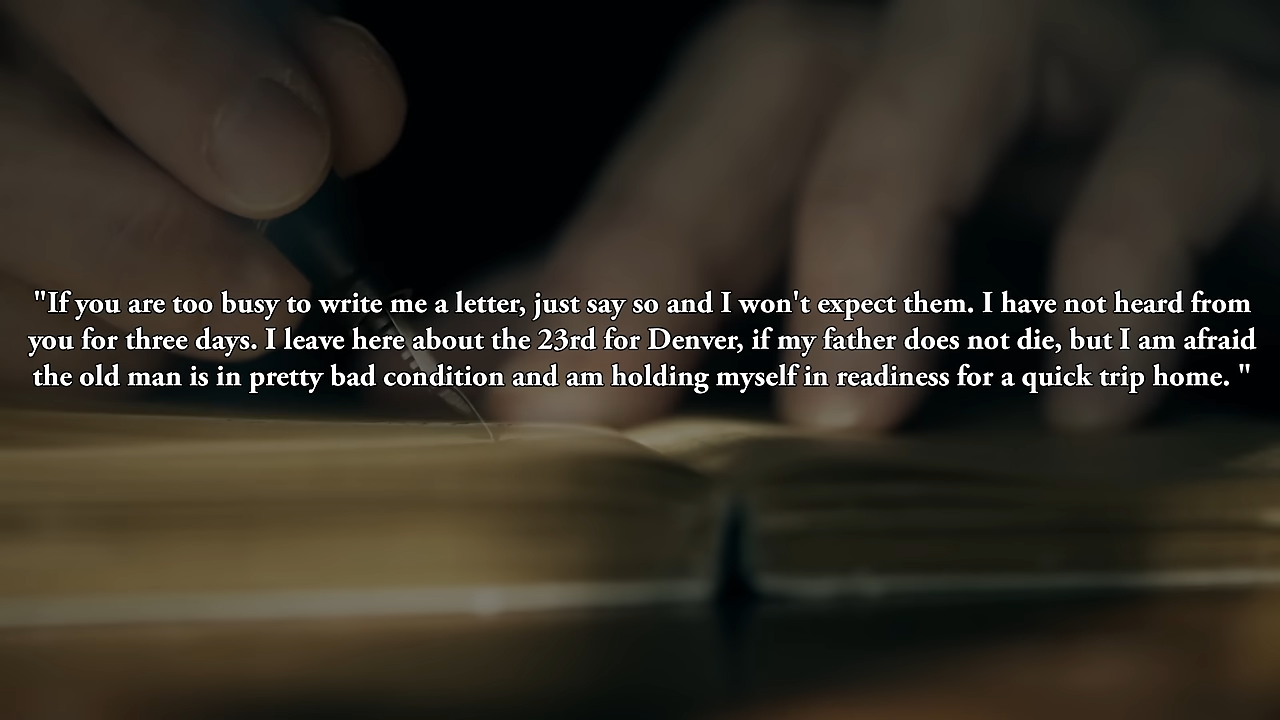 "If you are too busy to write me a letter, just say so and I won't expect them. I have not heard from
you for three days. I leave here about the 23rd for Denver, if my father does not die, but I am afraid
the old man is in pretty bad condition and am holding myself in readiness for a quick trip home. "